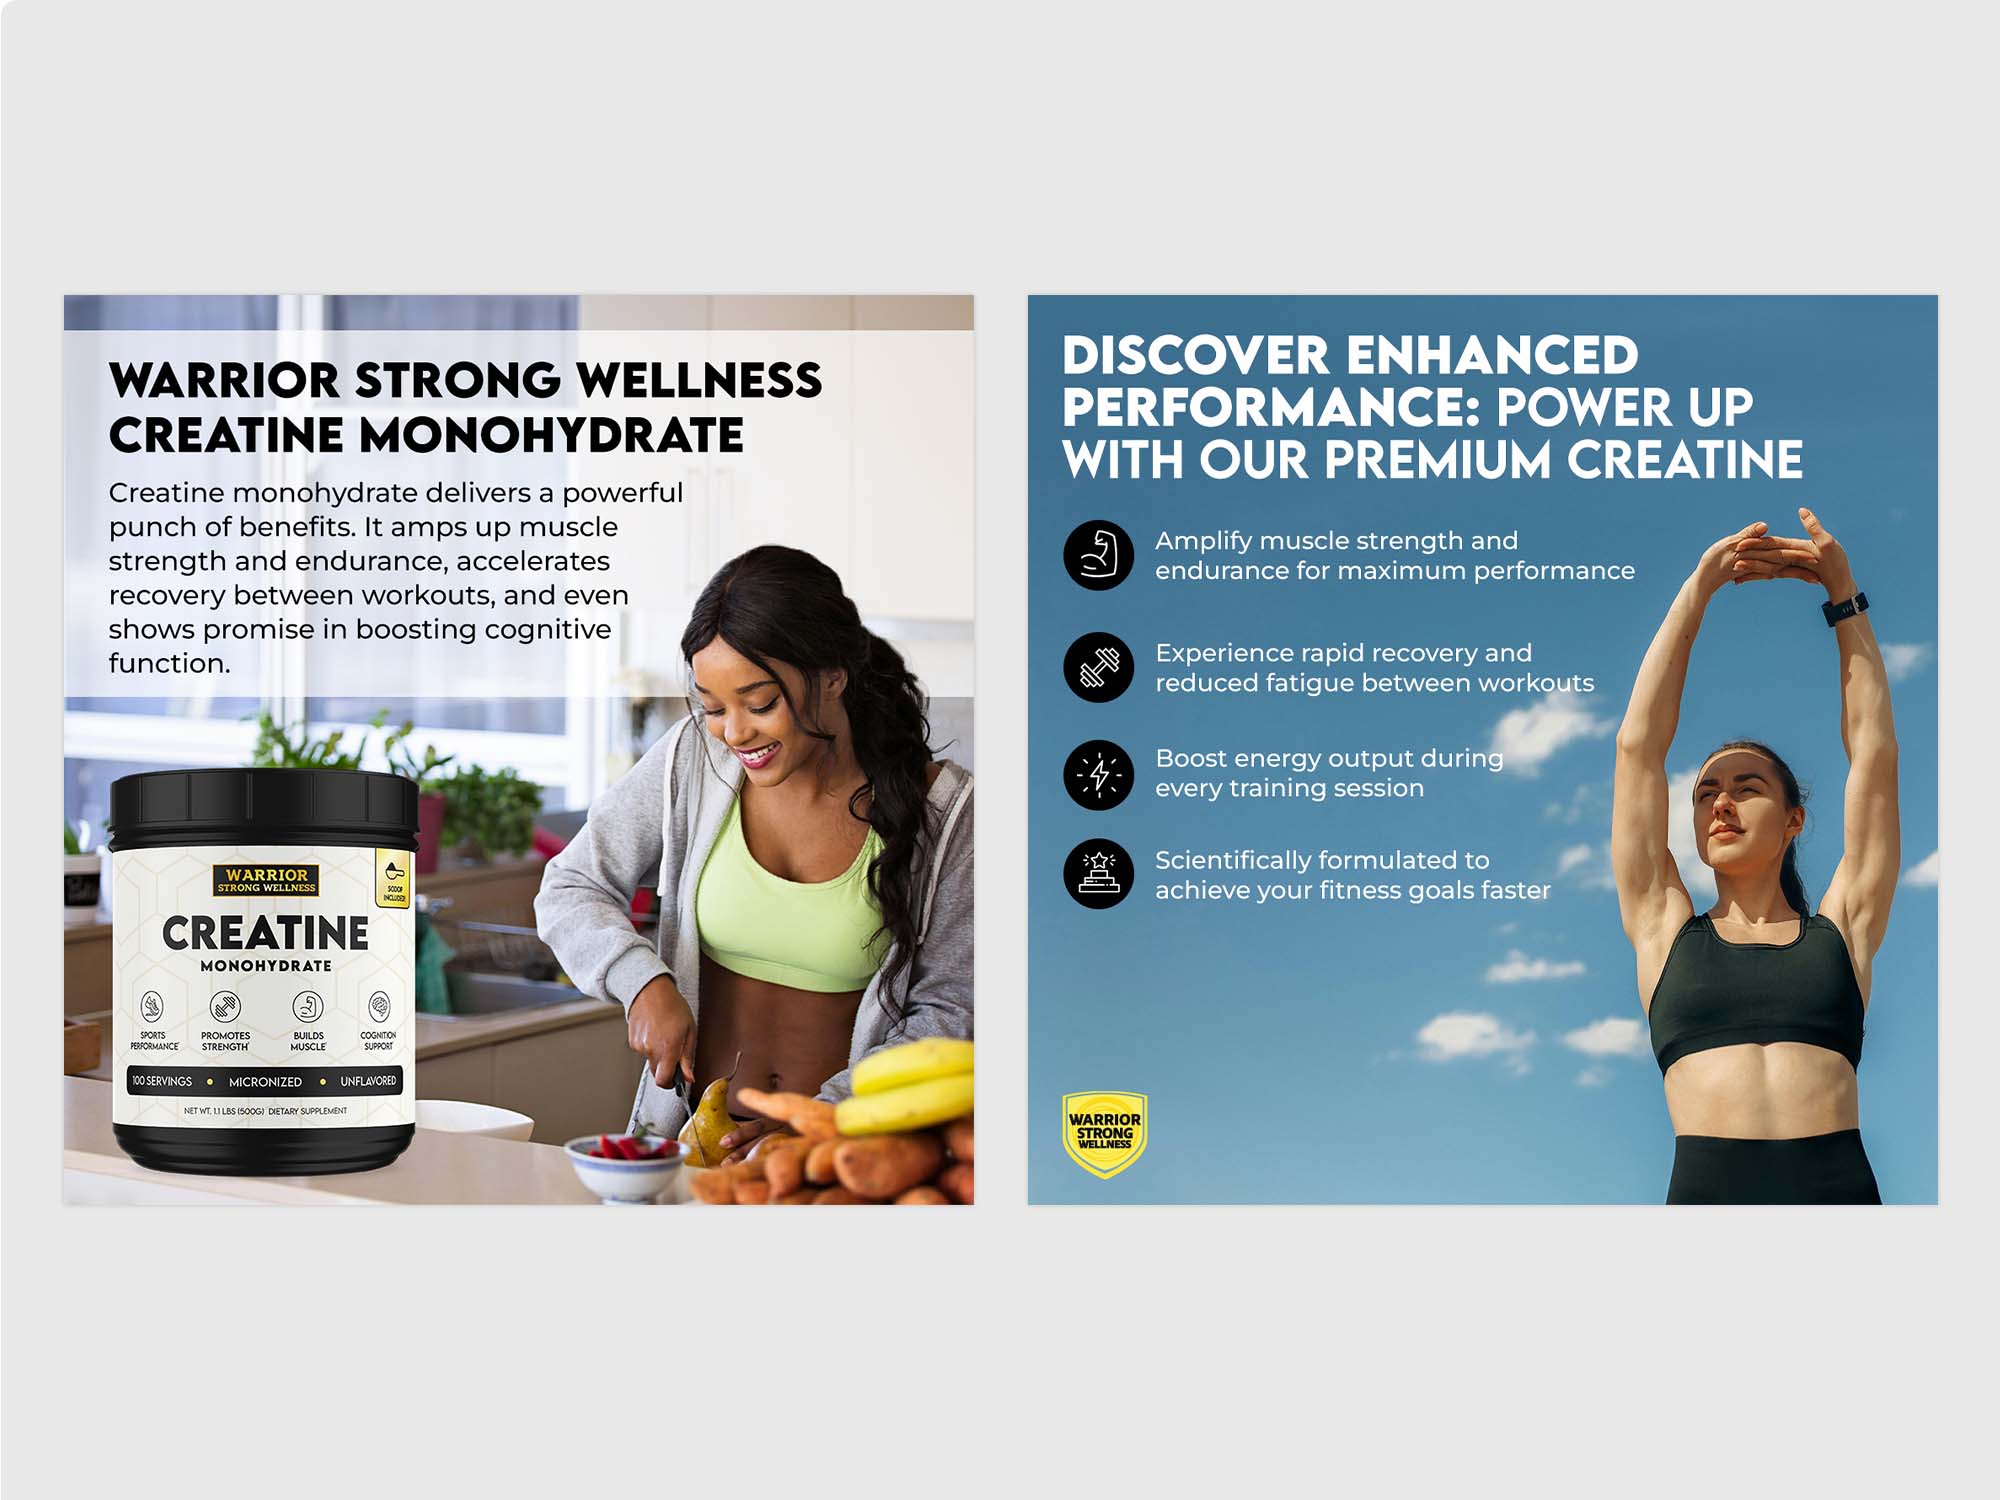 WARRIOR STRONG WELLNESS
CREATINE MONOHYDRATE
Creatine monohydrate delivers a powerful
punch of benefits. It amps up muscle
strength and endurance, accelerates
recovery between workouts, and even
shows promise in boosting cognitive
function.
WARRIOR
STRONG WELLNESS
SCOOP
INCLUDED!
CREATINE
MONOHYDRATE
SPORTS
PERFORMANCE*
PROMOTES
STRENGTH*
BUILDS
MUSCLE*
COGNITION
SUPPORT*
100 SERVINGS • MICRONIZED • UNFLAVORED
NET WT. 1.1 LBS (500G) DIETARY SUPPLEMENT
DISCOVER ENHANCED
PERFORMANCE: POWER UP
WITH OUR PREMIUM CREATINE
Amplify muscle strength and
endurance for maximum performance
Experience rapid recovery and
reduced fatigue between workouts
Boost energy output during
every training session
Scientifically formulated to
achieve your fitness goals faster
WARRIOR
STRONG
WELLNESS